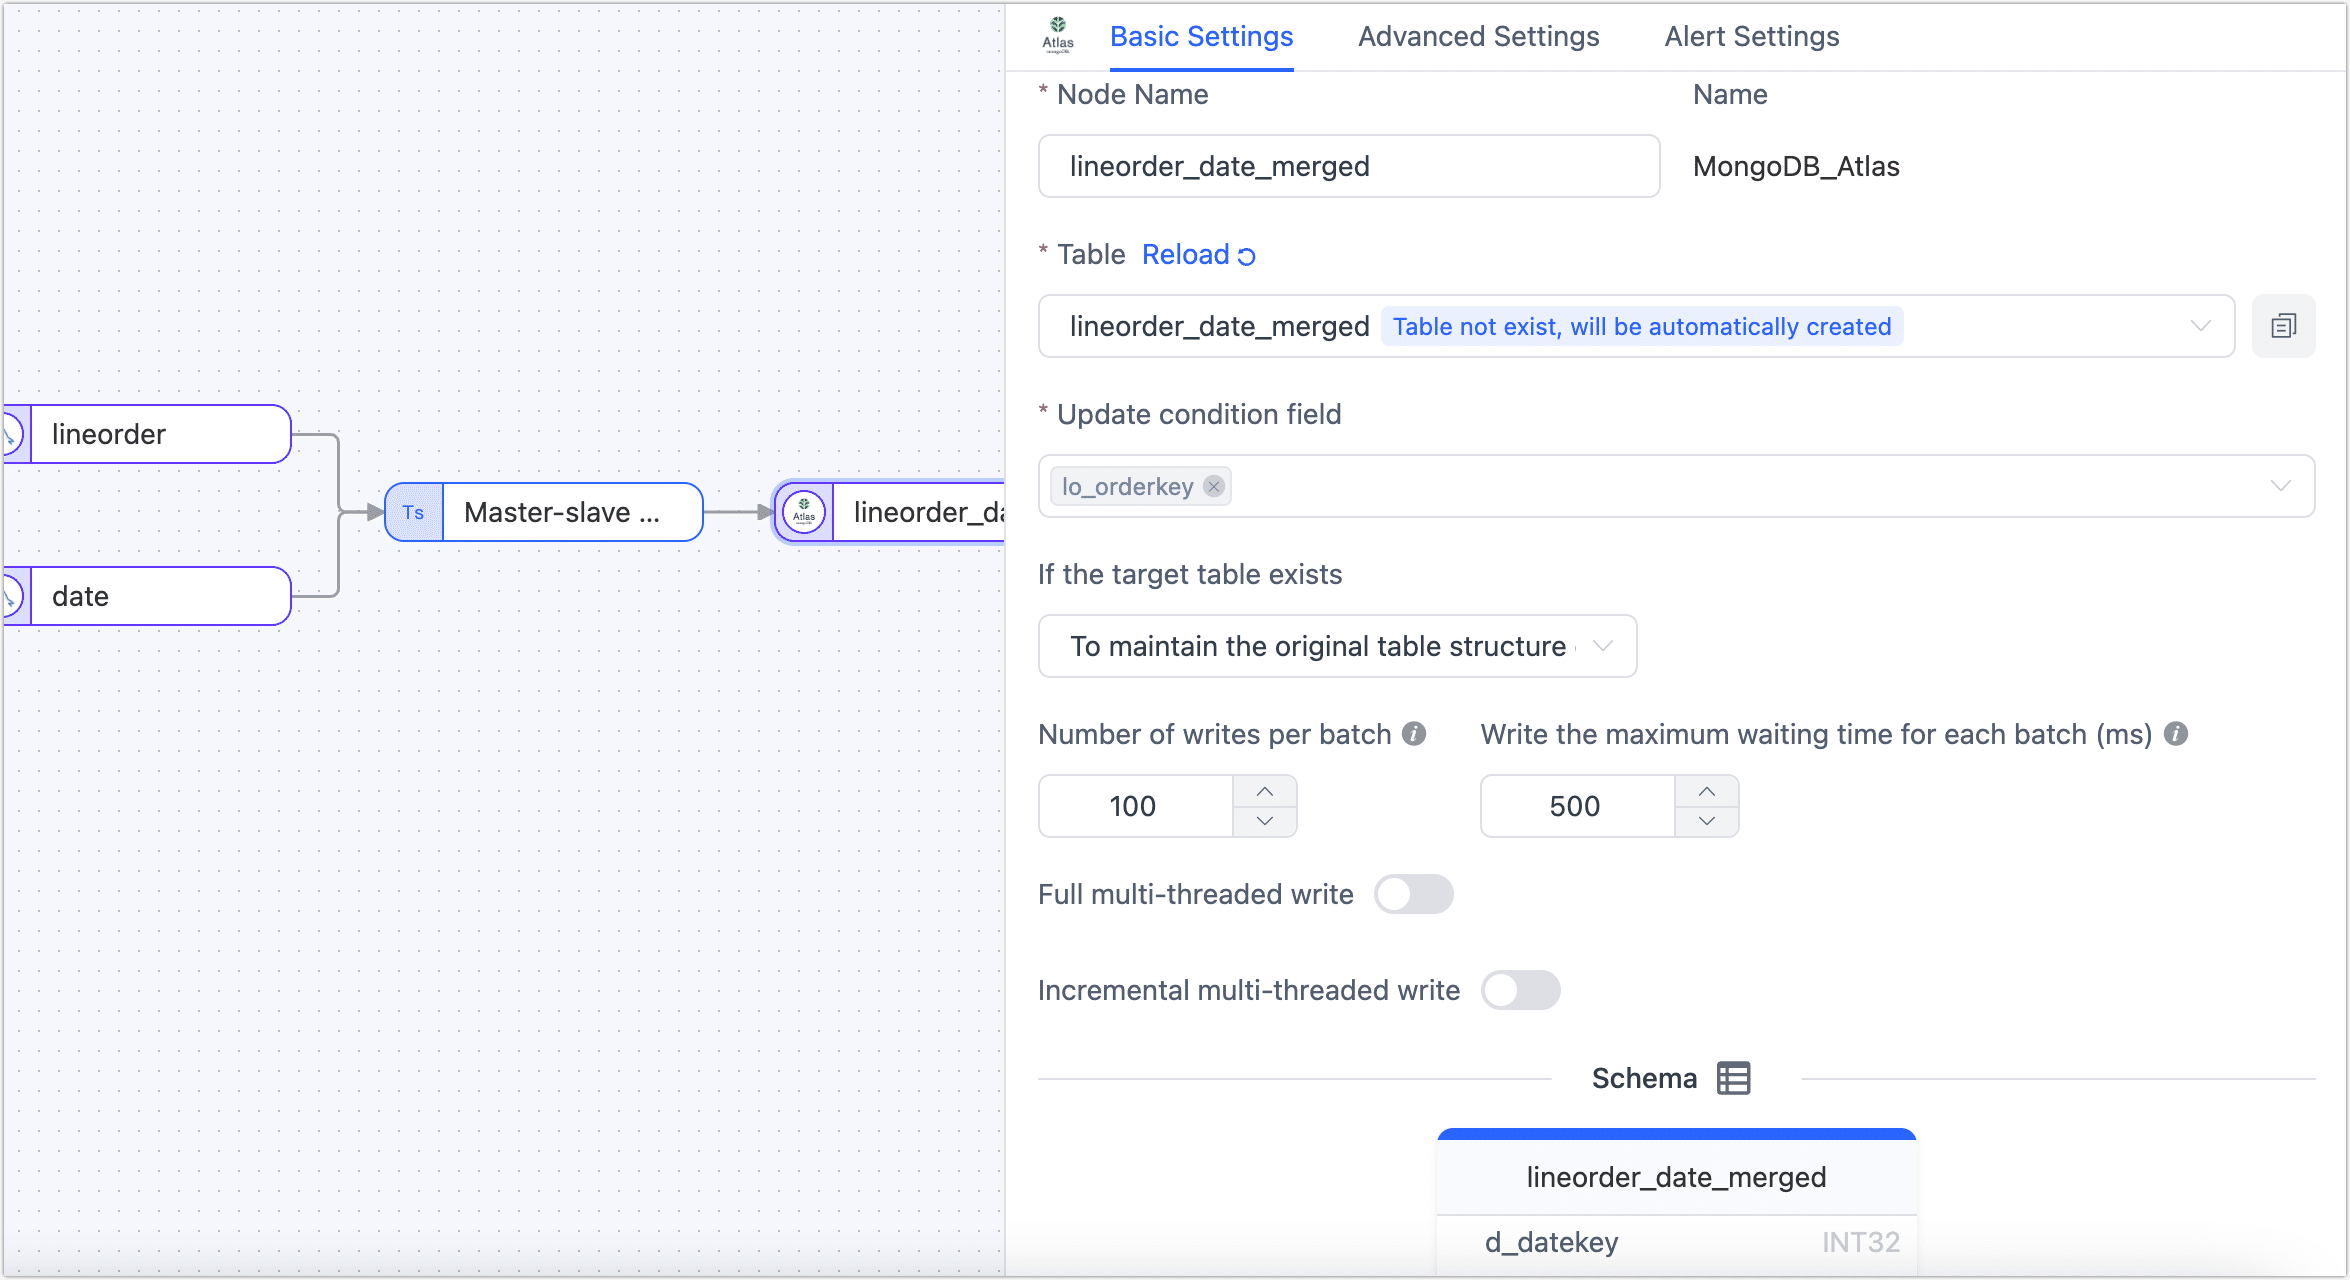 Atlas
Basic Settings
Advanced Settings
Alert Settings
* Node Name
Name
lineorder_date_merged
MongoDB_Atlas
* Table Reload
lineorder_date_merged Table not exist, will be automatically created
* Update condition field
lo_orderkey
If the target table exists
To maintain the original table structure
Number of writes per batch
Write the maximum waiting time for each batch (ms)
100
500
Full multi-threaded write
Incremental multi-threaded write
Schema
lineorder_date_merged
d_datekey INT32
lineorder
date
Ts Master-slave ...
Atlas lineorder_da